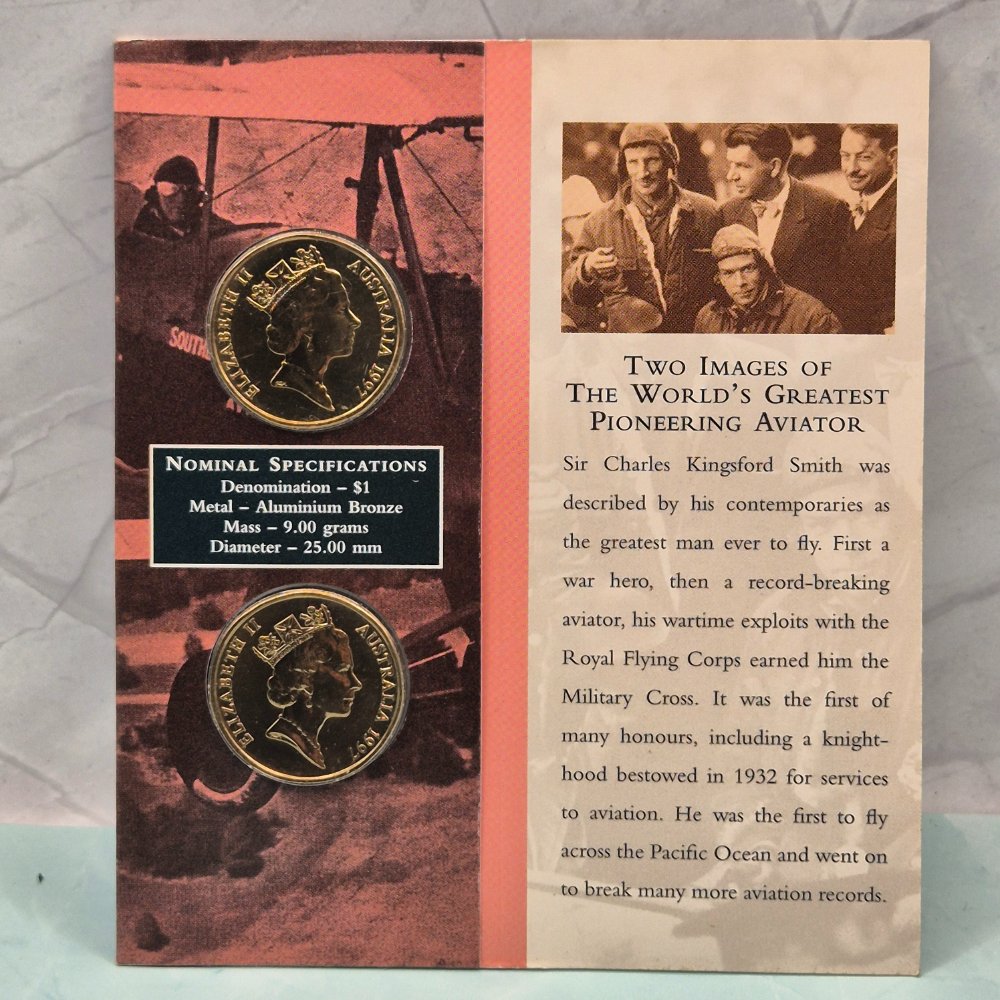 ELIZABETH II AUSTRALIA 1997
SOUTH
NOMINAL SPECIFICATIONS
Denomination – $1
Metal – Aluminium Bronze
Mass – 9.00 grams
Diameter – 25.00 mm
ELIZABETH II AUSTRALIA 1997
TWO IMAGES OF
THE WORLD'S GREATEST
PIONEERING AVIATOR
Sir Charles Kingsford Smith was
described by his contemporaries as
the greatest man ever to fly. First a
war hero, then a record-breaking
aviator, his wartime exploits with the
Royal Flying Corps earned him the
Military Cross. It was the first of
many honours, including a knight-
hood bestowed in 1932 for services
to aviation. He was the first to fly
across the Pacific Ocean and went on
to break many more aviation records.